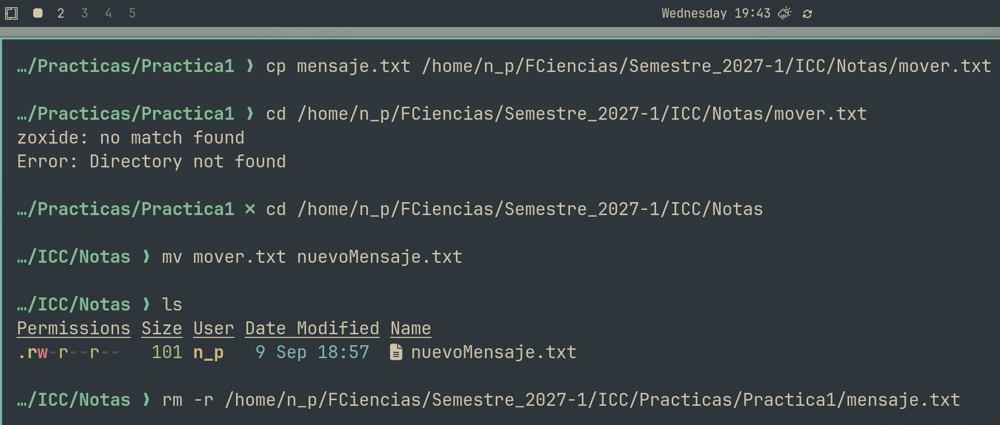 2 3 4 5 Wednesday 19:43
…/Practicas/Practica1 ❯ cp mensaje.txt /home/n_p/FCiencias/Semestre_2027-1/ICC/Notas/mover.txt
…/Practicas/Practica1 ❯ cd /home/n_p/FCiencias/Semestre_2027-1/ICC/Notas/mover.txt
zoxide: no match found
Error: Directory not found
…/Practicas/Practica1 × cd /home/n_p/FCiencias/Semestre_2027-1/ICC/Notas
…/ICC/Notas ❯ mv mover.txt nuevoMensaje.txt
…/ICC/Notas ❯ ls
Permissions Size User Date Modified Name
.rw-r--r-- 101 n_p 9 Sep 18:57 nuevoMensaje.txt
…/ICC/Notas ❯ rm -r /home/n_p/FCiencias/Semestre_2027-1/ICC/Practicas/Practica1/mensaje.txt